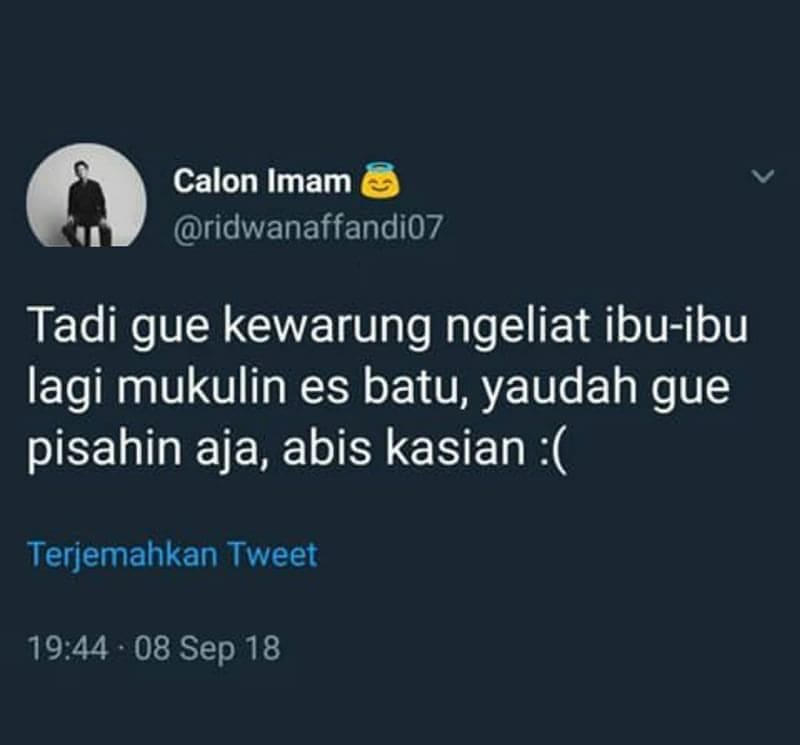 Calon Imam 😇
@ridwanaffandi07
Tadi gue kewarung ngeliat ibu-ibu
lagi mukulin es batu, yaudah gue
pisahin aja, abis kasian :(
Terjemahkan Tweet
19:44 · 08 Sep 18